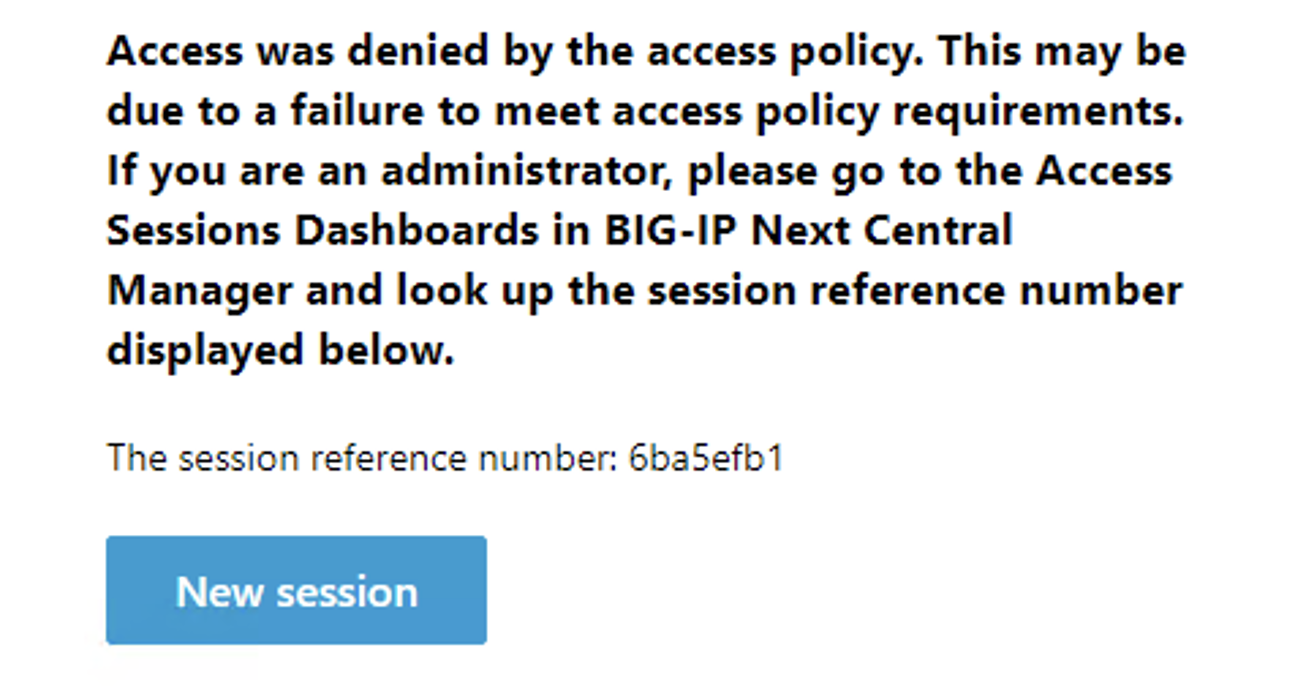 Access was denied by the access policy. This may be
due to a failure to meet access policy requirements.
If you are an administrator, please go to the Access
Sessions Dashboards in BIG-IP Next Central
Manager and look up the session reference number
displayed below.
The session reference number: 6ba5efb1
New session